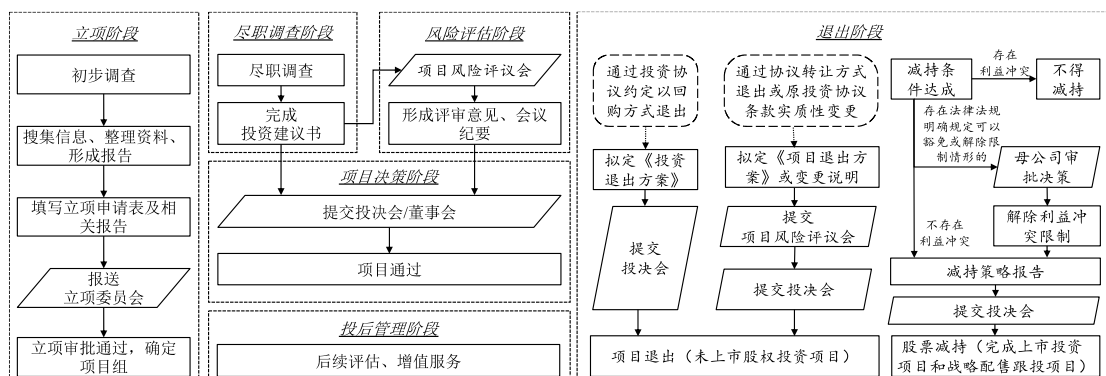 立项阶段
初步调查
搜集信息、整理资料、
形成报告
填写立项申请表及相
关报告
报送
立项委员会
立项审批通过，确定
项目组
尽职调查阶段
尽职调查
完成
投资建议书
风险评估阶段
项目风险评议会
形成评审意见、会议
纪要
项目决策阶段
提交投决会/董事会
项目通过
投后管理阶段
后续评估、增值服务
退出阶段
通过投资协
议约定以回
购方式退出
拟定《投资
退出方案》
提交
投决会
通过协议转让方式
退出或原投资协议
条款实质性变更
拟定《项目退出方
案》或变更说明
提交
项目风险评议会
提交投决会
项目退出（未上市股权投资项目）
减持条
件达成
存在
利益冲突
不得
减持
存在法律法规
明确规定可以
豁免或解除限
制情形的
母公司审
批决策
解除利益冲
突限制
不存在
利益冲突
减持策略报告
提交投决会
股票减持（完成上市投资
项目和战略配售跟投项目）